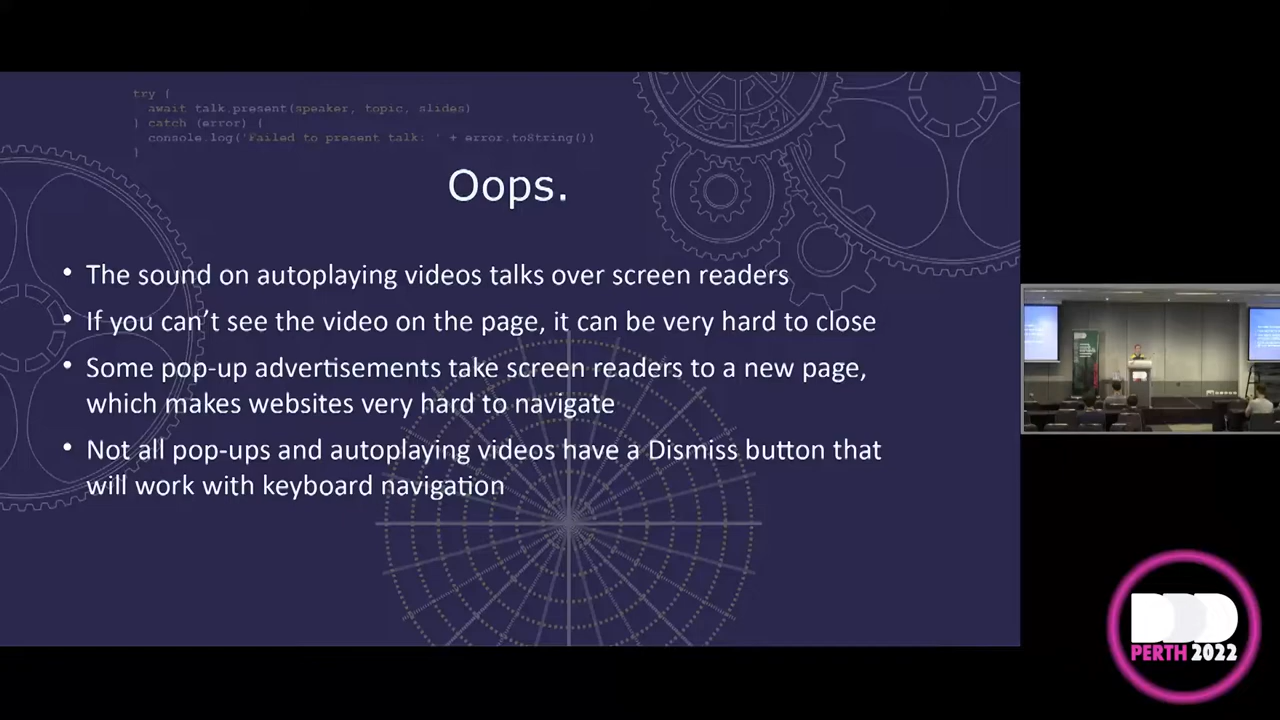 try {
await talk.present(speaker, topic, slides)
} catch (error) {
console.log('Failed to present talk: ' + error.toString())
}
Oops.
• The sound on autoplaying videos talks over screen readers
• If you can’t see the video on the page, it can be very hard to close
• Some pop-up advertisements take screen readers to a new page,
which makes websites very hard to navigate
• Not all pop-ups and autoplaying videos have a Dismiss button that
will work with keyboard navigation
DDD
PERTH 2022